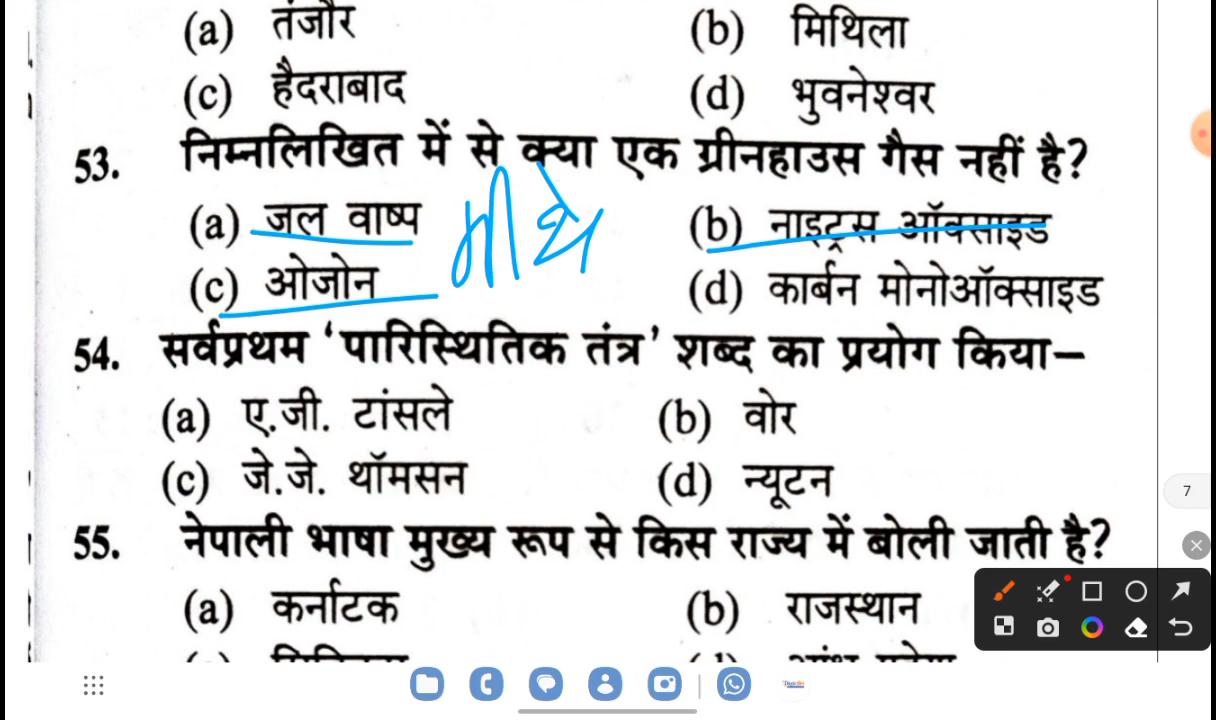 (a) तंजौर (b) मिथिला
(c) हैदराबाद (d) भुवनेश्वर
53. निम्नलिखित में से क्या एक ग्रीनहाउस गैस नहीं है?
(a) जल वाष्प (b) नाइट्रस ऑक्साइड
(c) ओजोन (d) कार्बन मोनोऑक्साइड
54. सर्वप्रथम ‘पारिस्थितिक तंत्र’ शब्द का प्रयोग किया–
(a) ए.जी. टांसले (b) वोर
(c) जे.जे. थॉमसन (d) न्यूटन
7
55. नेपाली भाषा मुख्य रूप से किस राज्य में बोली जाती है?
(a) कर्नाटक (b) राजस्थान